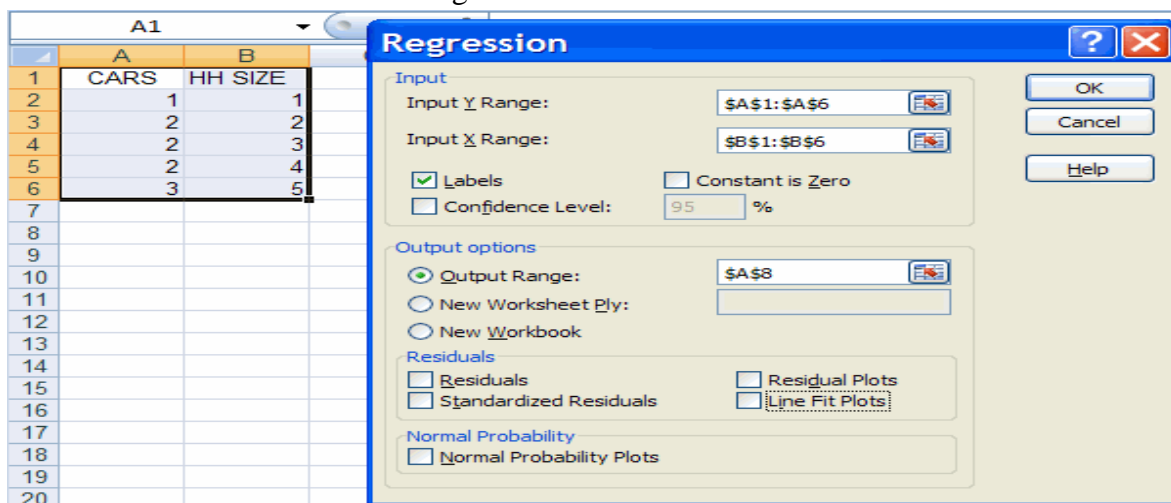 A1
A B
1 CARS HH SIZE
2 1 1
3 2 2
4 2 3
5 2 4
6 3 5
7
8
9
10
11
12
13
14
15
16
17
18
19
20
Regression
?
Input
Input Y Range: $A$1:$A$6
Input X Range: $B$1:$B$6
Labels Constant is Zero
Confidence Level: 95 %
Output options
Output Range: $A$8
New Worksheet Ply:
New Workbook
Residuals
Residuals Residual Plots
Standardized Residuals Line Fit Plots
Normal Probability
Normal Probability Plots
OK
Cancel
Help